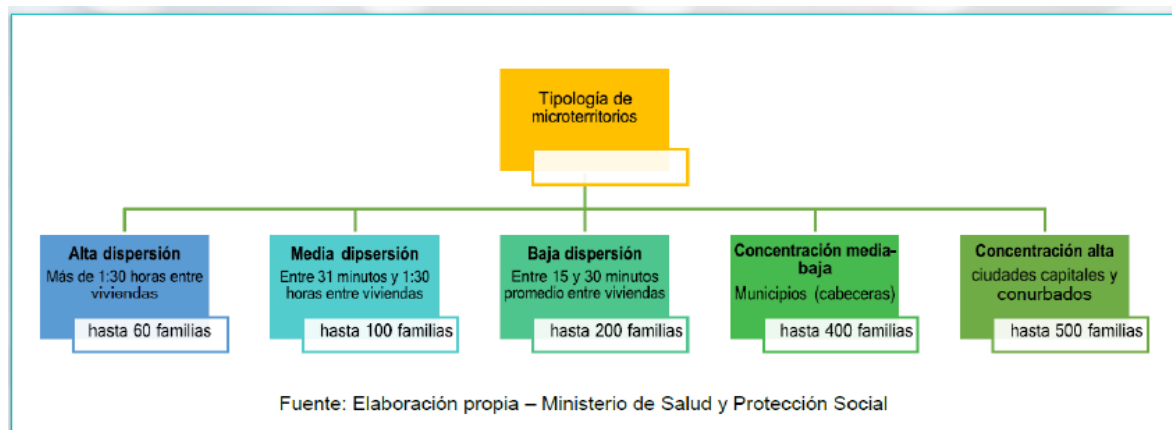 Tipología de
microterritorios
Alta dispersión
Más de 1:30 horas entre
viviendas
hasta 60 familias
Media dipsersión
Entre 31 minutos y 1:30
horas entre viviendas
hasta 100 familias
Baja dispersión
Entre 15 y 30 minutos
promedio entre viviendas
hasta 200 familias
Concentración media-
baja
Municipios (cabeceras)
hasta 400 familias
Concentración alta
ciudades capitales y
conurbados
hasta 500 familias
Fuente: Elaboración propia – Ministerio de Salud y Protección Social